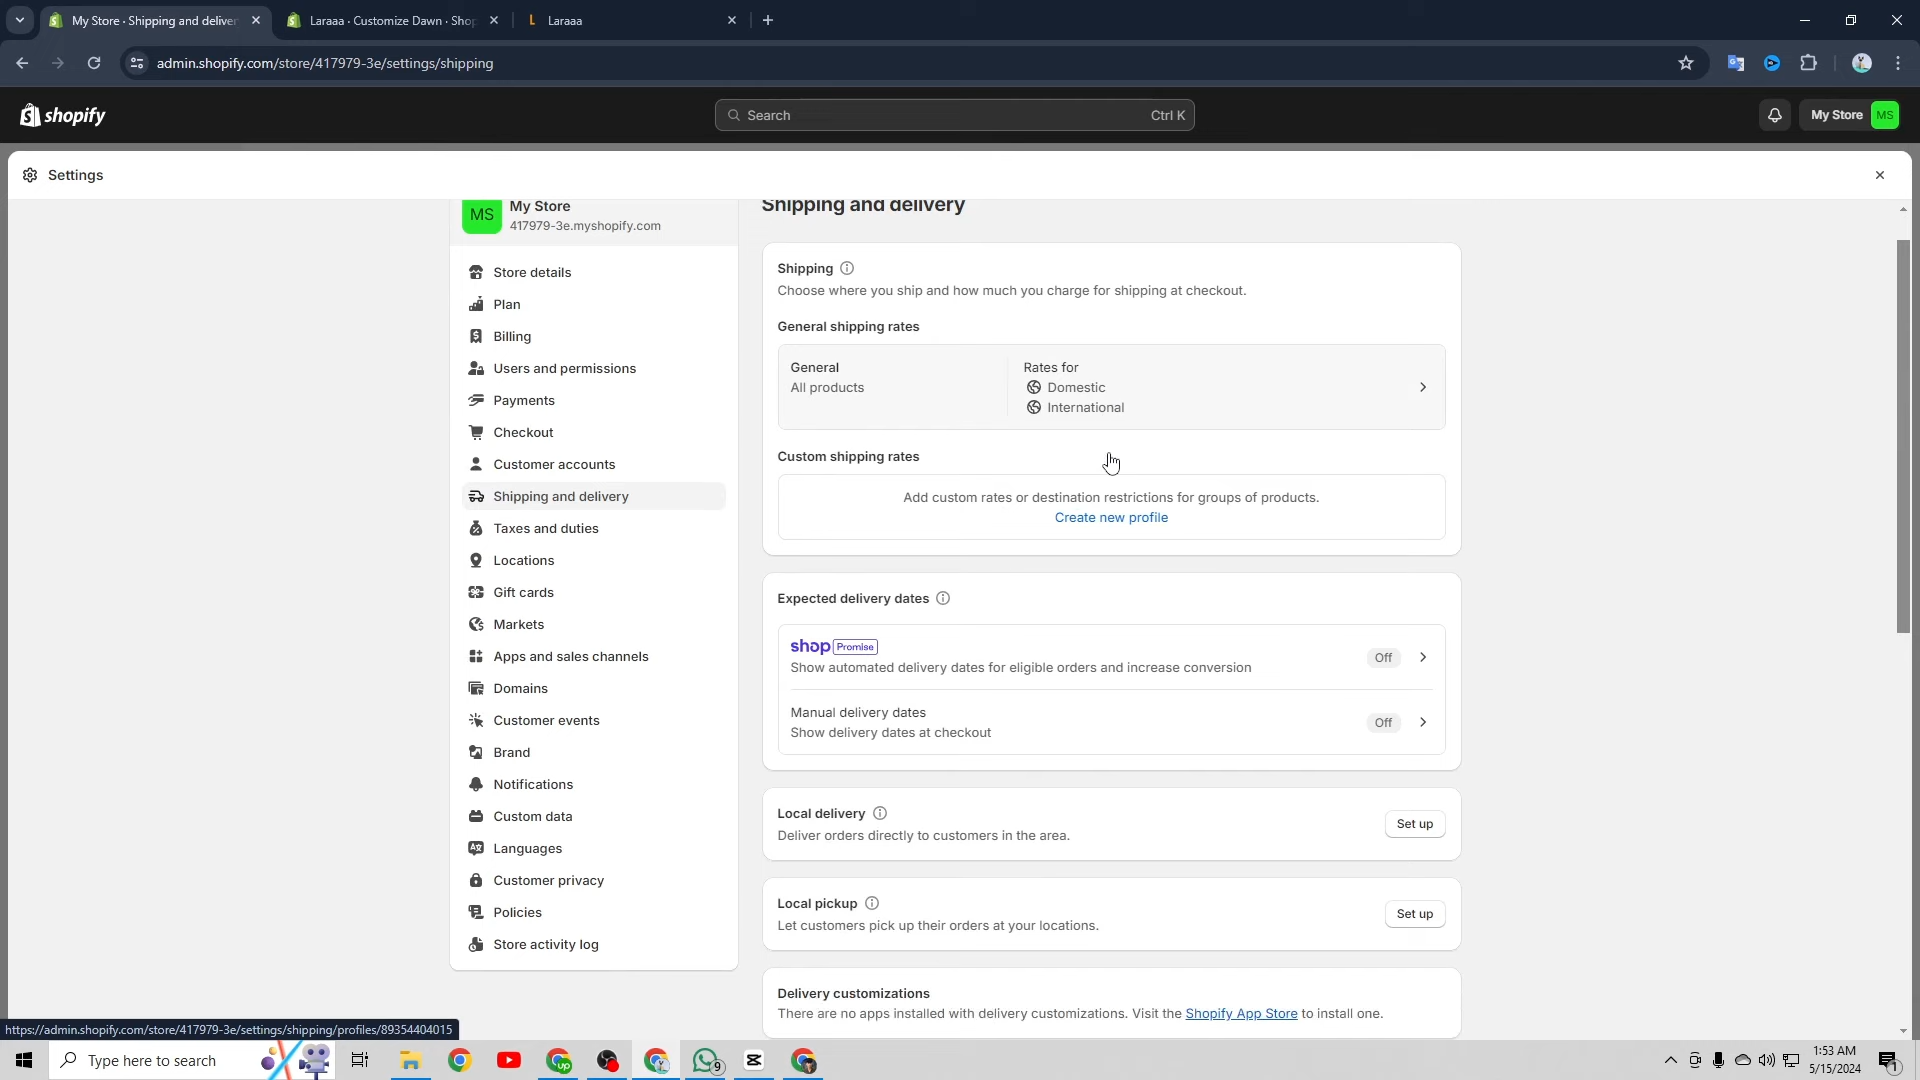 My Store · Shipping and deliver
Laraaa · Customize Dawn · Shop
L Laraaa
admin.shopify.com/store/417979-3e/settings/shipping
shopify
Search
Ctrl K
My Store
MS
Settings
MS
My Store
417979-3e.myshopify.com
Store details
Plan
Billing
Users and permissions
Payments
Checkout
Customer accounts
Shipping and delivery
Taxes and duties
Locations
Gift cards
Markets
Apps and sales channels
Domains
Customer events
Brand
Notifications
Custom data
Languages
Customer privacy
Policies
Store activity log
Shipping and delivery
Shipping
Choose where you ship and how much you charge for shipping at checkout.
General shipping rates
General
All products
Rates for
Domestic
International
Custom shipping rates
Add custom rates or destination restrictions for groups of products.
Create new profile
Expected delivery dates
shop Promise
Show automated delivery dates for eligible orders and increase conversion
Off
Manual delivery dates
Show delivery dates at checkout
Off
Local delivery
Deliver orders directly to customers in the area.
Set up
Local pickup
Let customers pick up their orders at your locations.
Set up
Delivery customizations
There are no apps installed with delivery customizations. Visit the Shopify App Store to install one.
https://admin.shopify.com/store/417979-3e/settings/shipping/profiles/89354404015
Type here to search
up
9
1:53 AM
5/15/2024
1